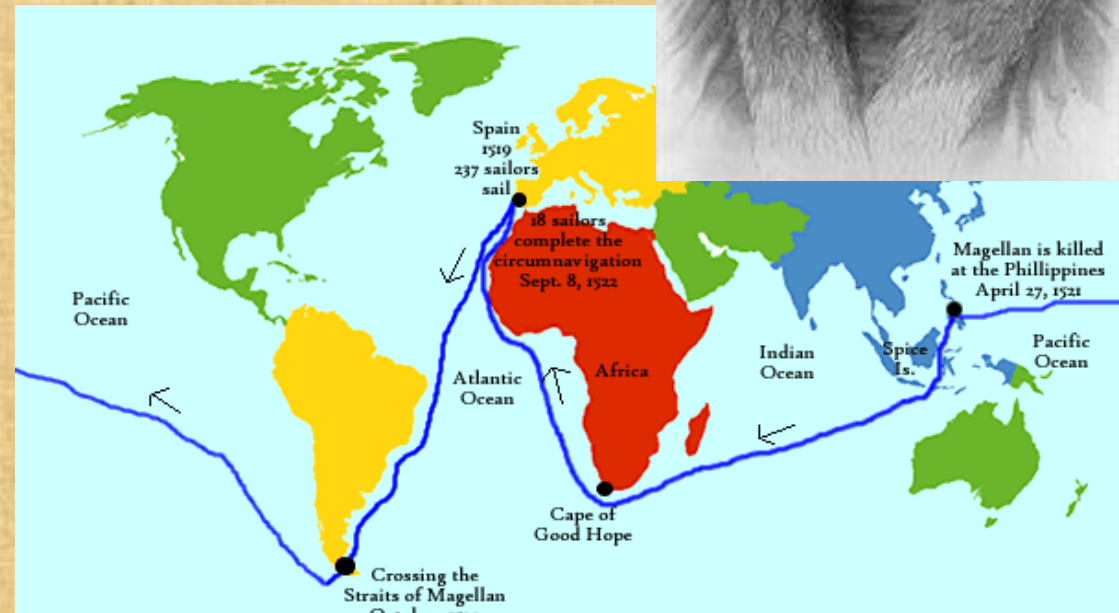 Spain
1519
237 sailors
sail
18 sailors
complete the
circumnavigation
Sept. 8, 1522
Magellan is killed
at the Phillippines
April 27, 1521
Pacific
Ocean
Atlantic
Ocean
Africa
Indian
Ocean
Spice
Is.
Pacific
Ocean
Cape of
Good Hope
Crossing the
Straits of Magellan